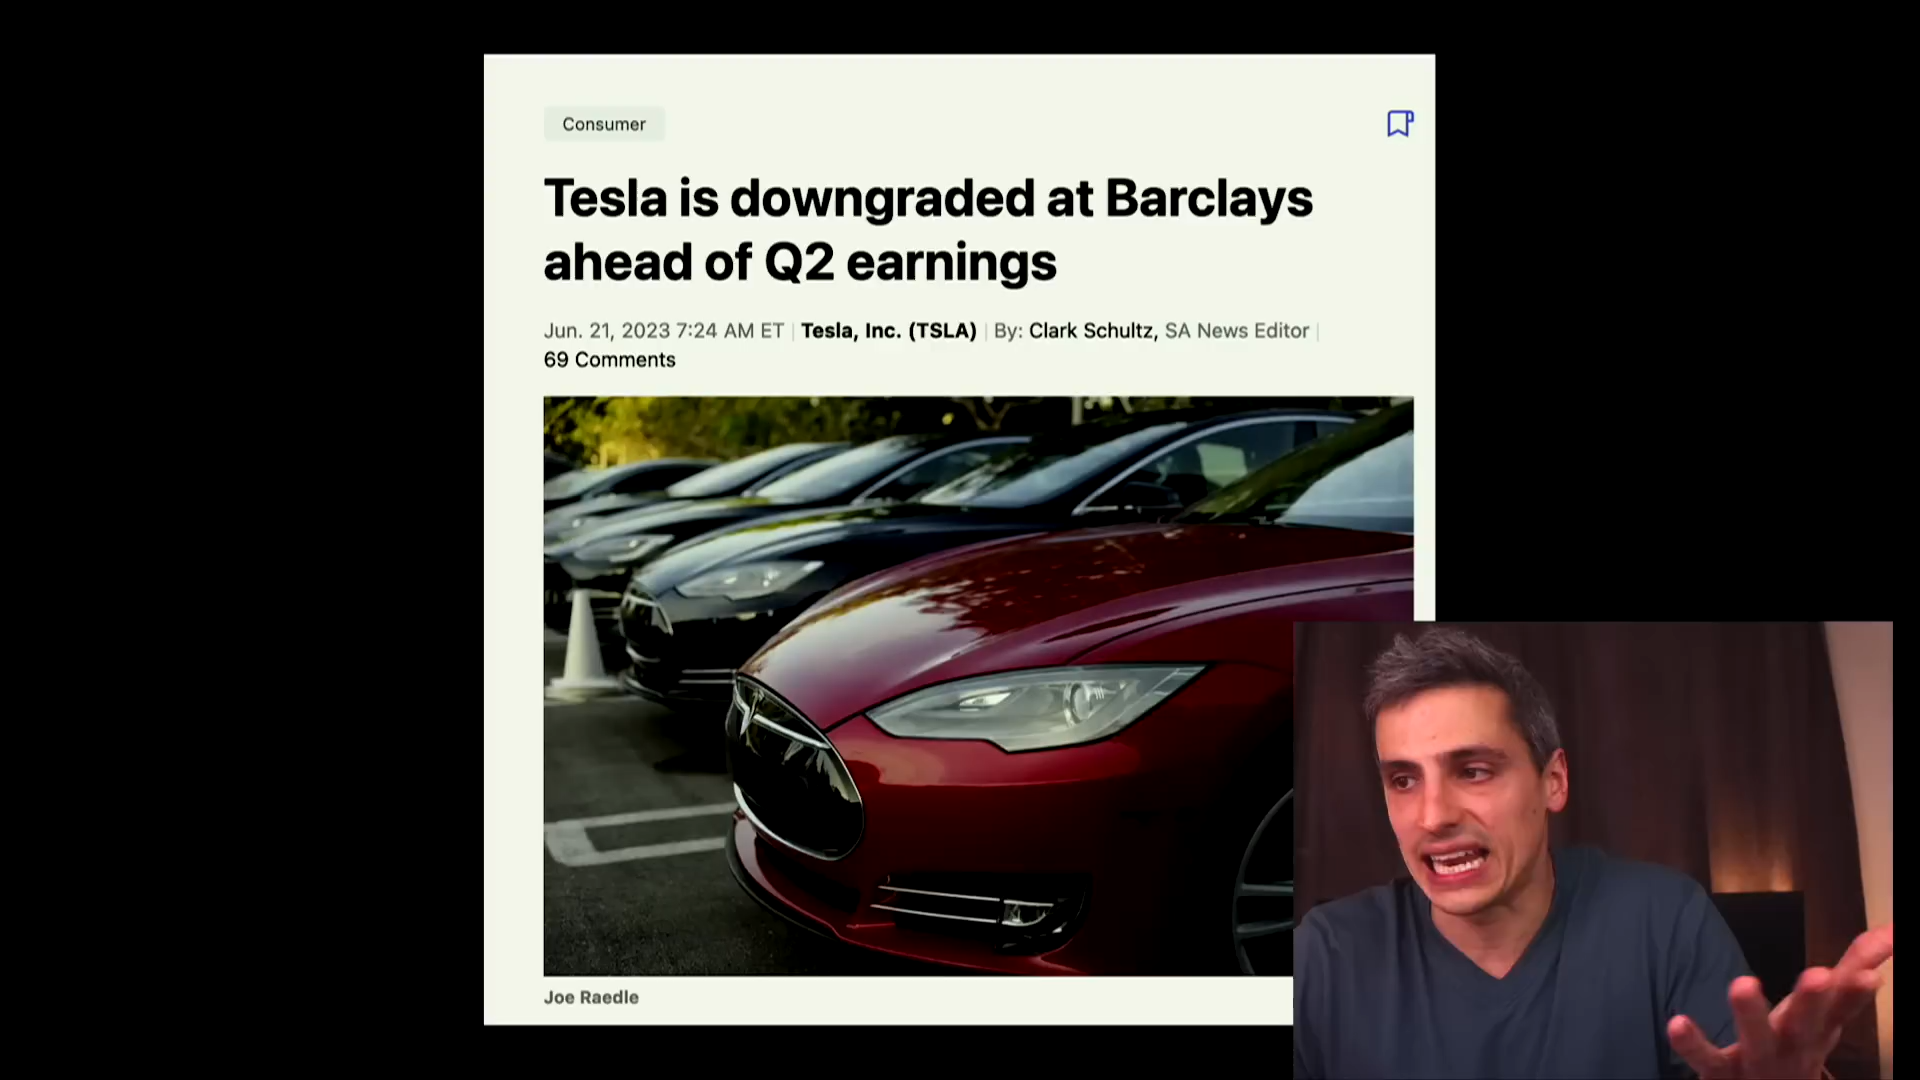 Consumer
Tesla is downgraded at Barclays
ahead of Q2 earnings
Jun. 21, 2023 7:24 AM ET | Tesla, Inc. (TSLA) | By: Clark Schultz, SA News Editor |
69 Comments
Joe Raedle